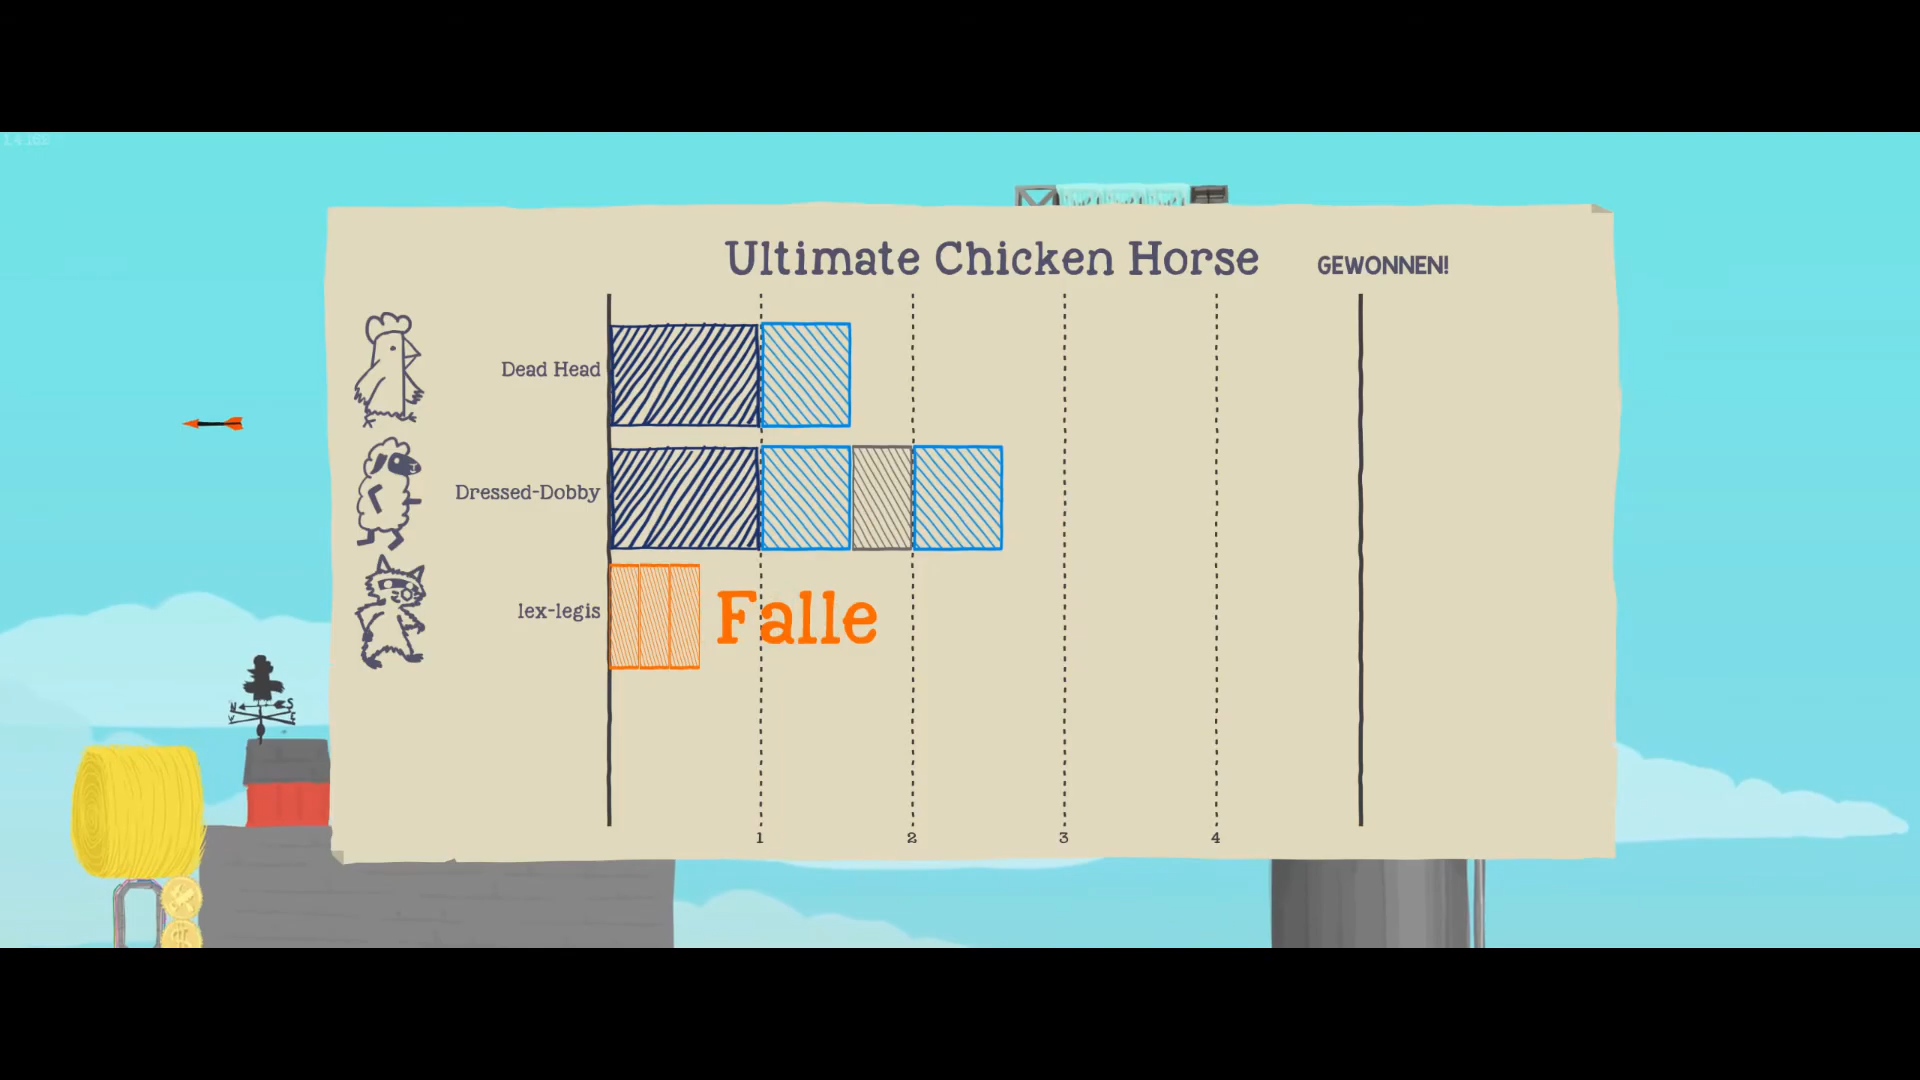 Ultimate Chicken Horse
GEWONNEN!
Dead Head
Dressed-Dobby
lex-legis
Falle
1 2 3 4
N S